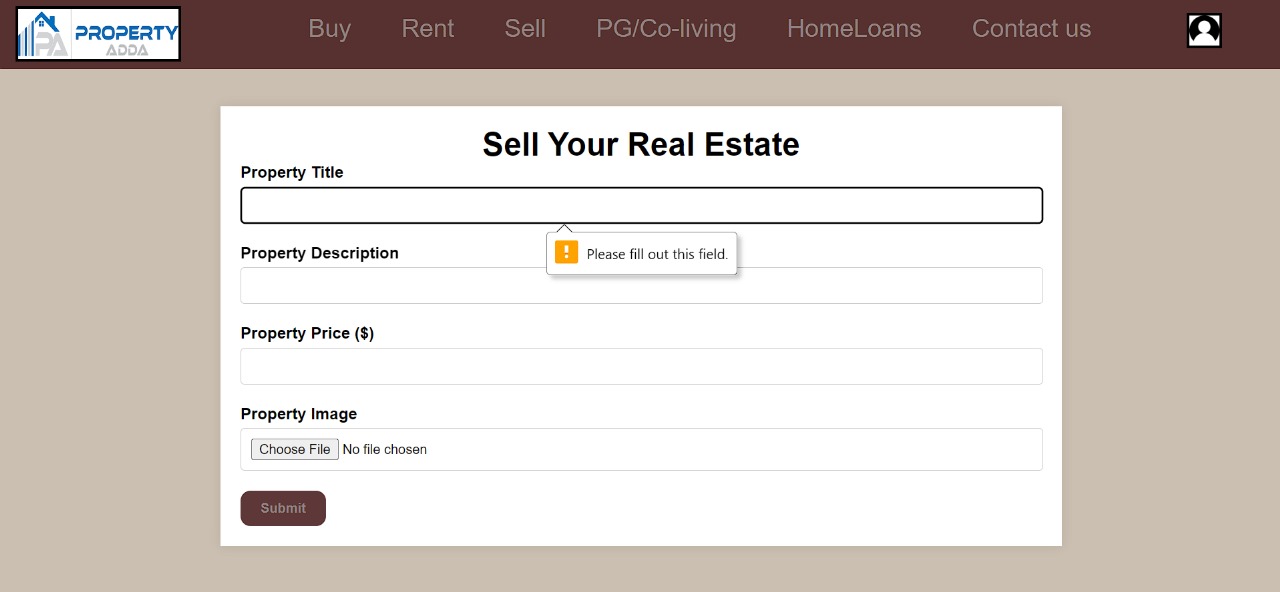 PA PROPERTY ADDA
Buy Rent Sell PG/Co-living HomeLoans Contact us
Sell Your Real Estate
Property Title
Please fill out this field.
Property Description
Property Price ($)
Property Image
Choose File No file chosen
Submit